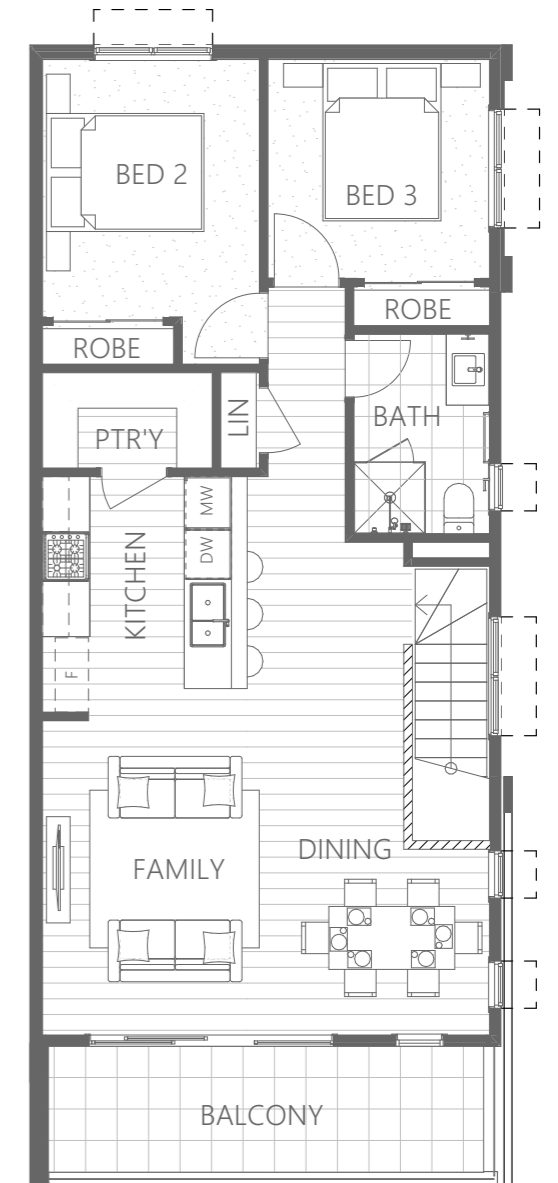 BED 2
BED 3
ROBE
ROBE
PTR'Y
LIN
BATH
MW
DW
KITCHEN
F
FAMILY
DINING
BALCONY